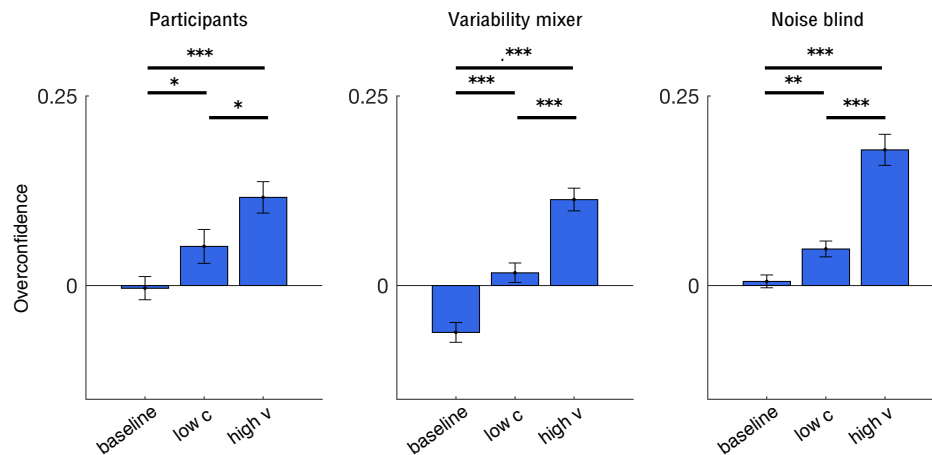 Participants
***
*
*
0.25
0
Overconfidence
baseline
low c
high v
Variability mixer
***
***
***
0.25
0
baseline
low c
high v
Noise blind
***
**
***
0.25
0
baseline
low c
high v